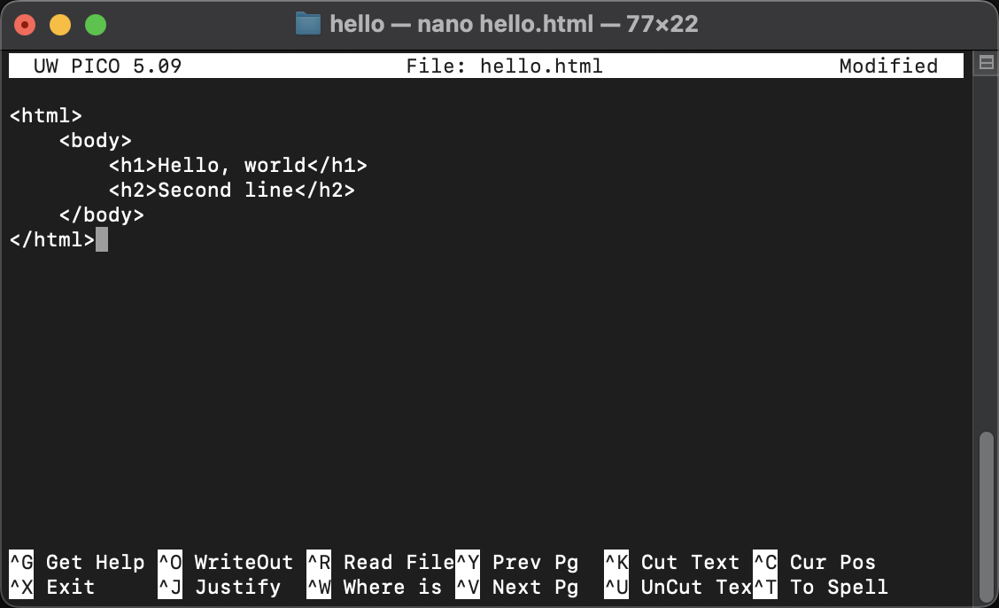 hello — nano hello.html — 77×22
UW PICO 5.09 File: hello.html Modified
<html>
    <body>
        <h1>Hello, world</h1>
        <h2>Second line</h2>
    </body>
</html>
^G Get Help ^O WriteOut ^R Read File^Y Prev Pg ^K Cut Text ^C Cur Pos
^X Exit ^J Justify ^W Where is ^V Next Pg ^U UnCut Tex^T To Spell